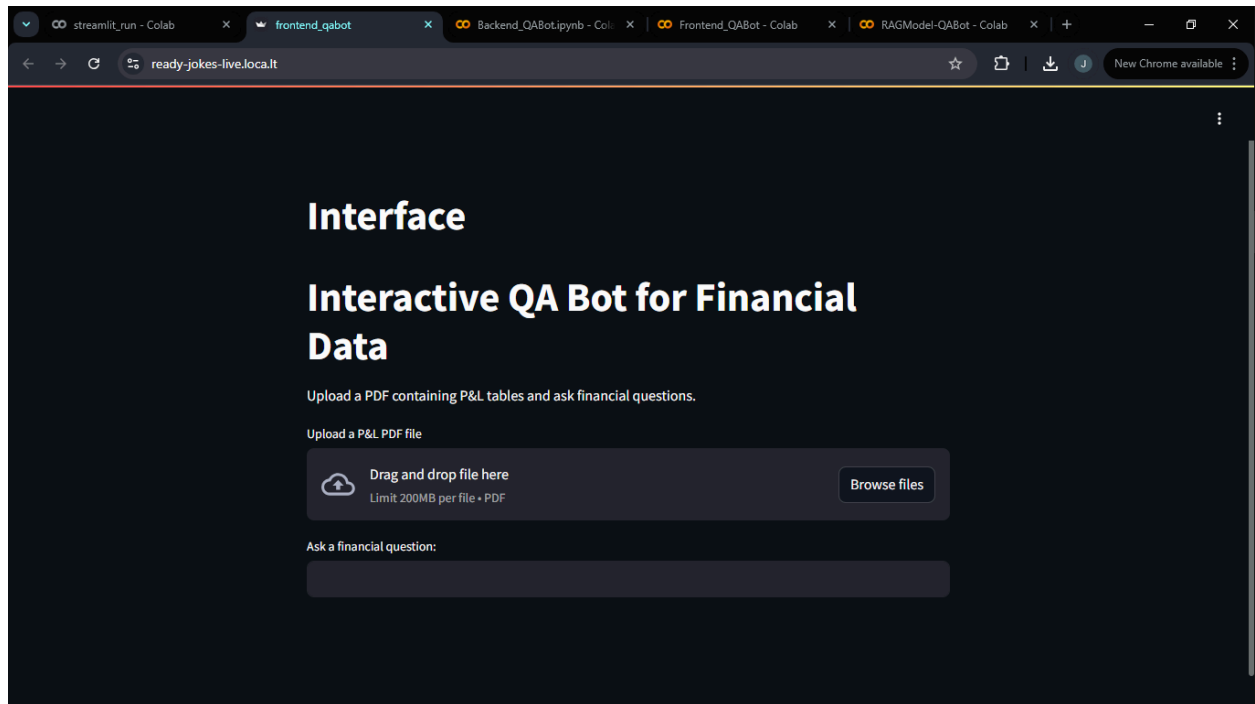 streamlit_run - Colab
frontend_qabot
Backend_QABot.ipynb - Cola
Frontend_QABot - Colab
RAGModel-QABot - Colab
ready-jokes-live.loca.lt
J
New Chrome available
Interface
Interactive QA Bot for Financial
Data
Upload a PDF containing P&L tables and ask financial questions.
Upload a P&L PDF file
Drag and drop file here
Limit 200MB per file • PDF
Browse files
Ask a financial question: